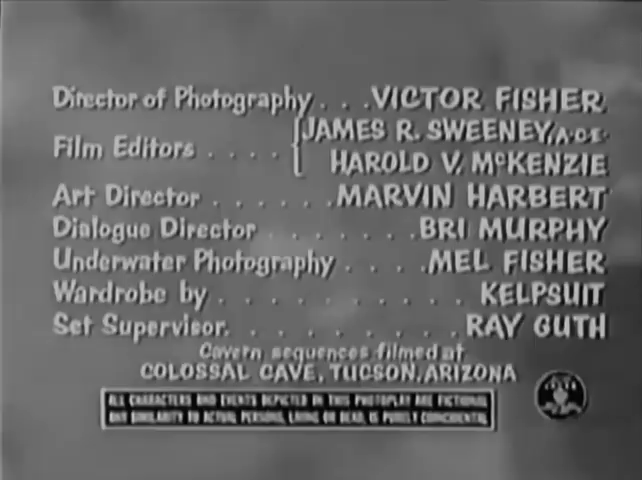 Director of Photography . . . VICTOR FISHER
Film Editors . . . . { JAMES R. SWEENEY, A.C.E.
HAROLD V. McKENZIE
Art Director . . . . . . MARVIN HARBERT
Dialogue Director . . . . . . . BRI MURPHY
Underwater Photography . . . . MEL FISHER
Wardrobe by . . . . . . . . . . KELPSUIT
Set Supervisor. . . . . . . . RAY GUTH
Cavern sequences filmed at
COLOSSAL CAVE, TUCSON, ARIZONA
ALL CHARACTERS AND EVENTS DEPICTED IN THIS PHOTOPLAY ARE FICTIONAL
ANY SIMILARITY TO ACTUAL PERSONS, LIVING OR DEAD, IS PURELY COINCIDENTAL